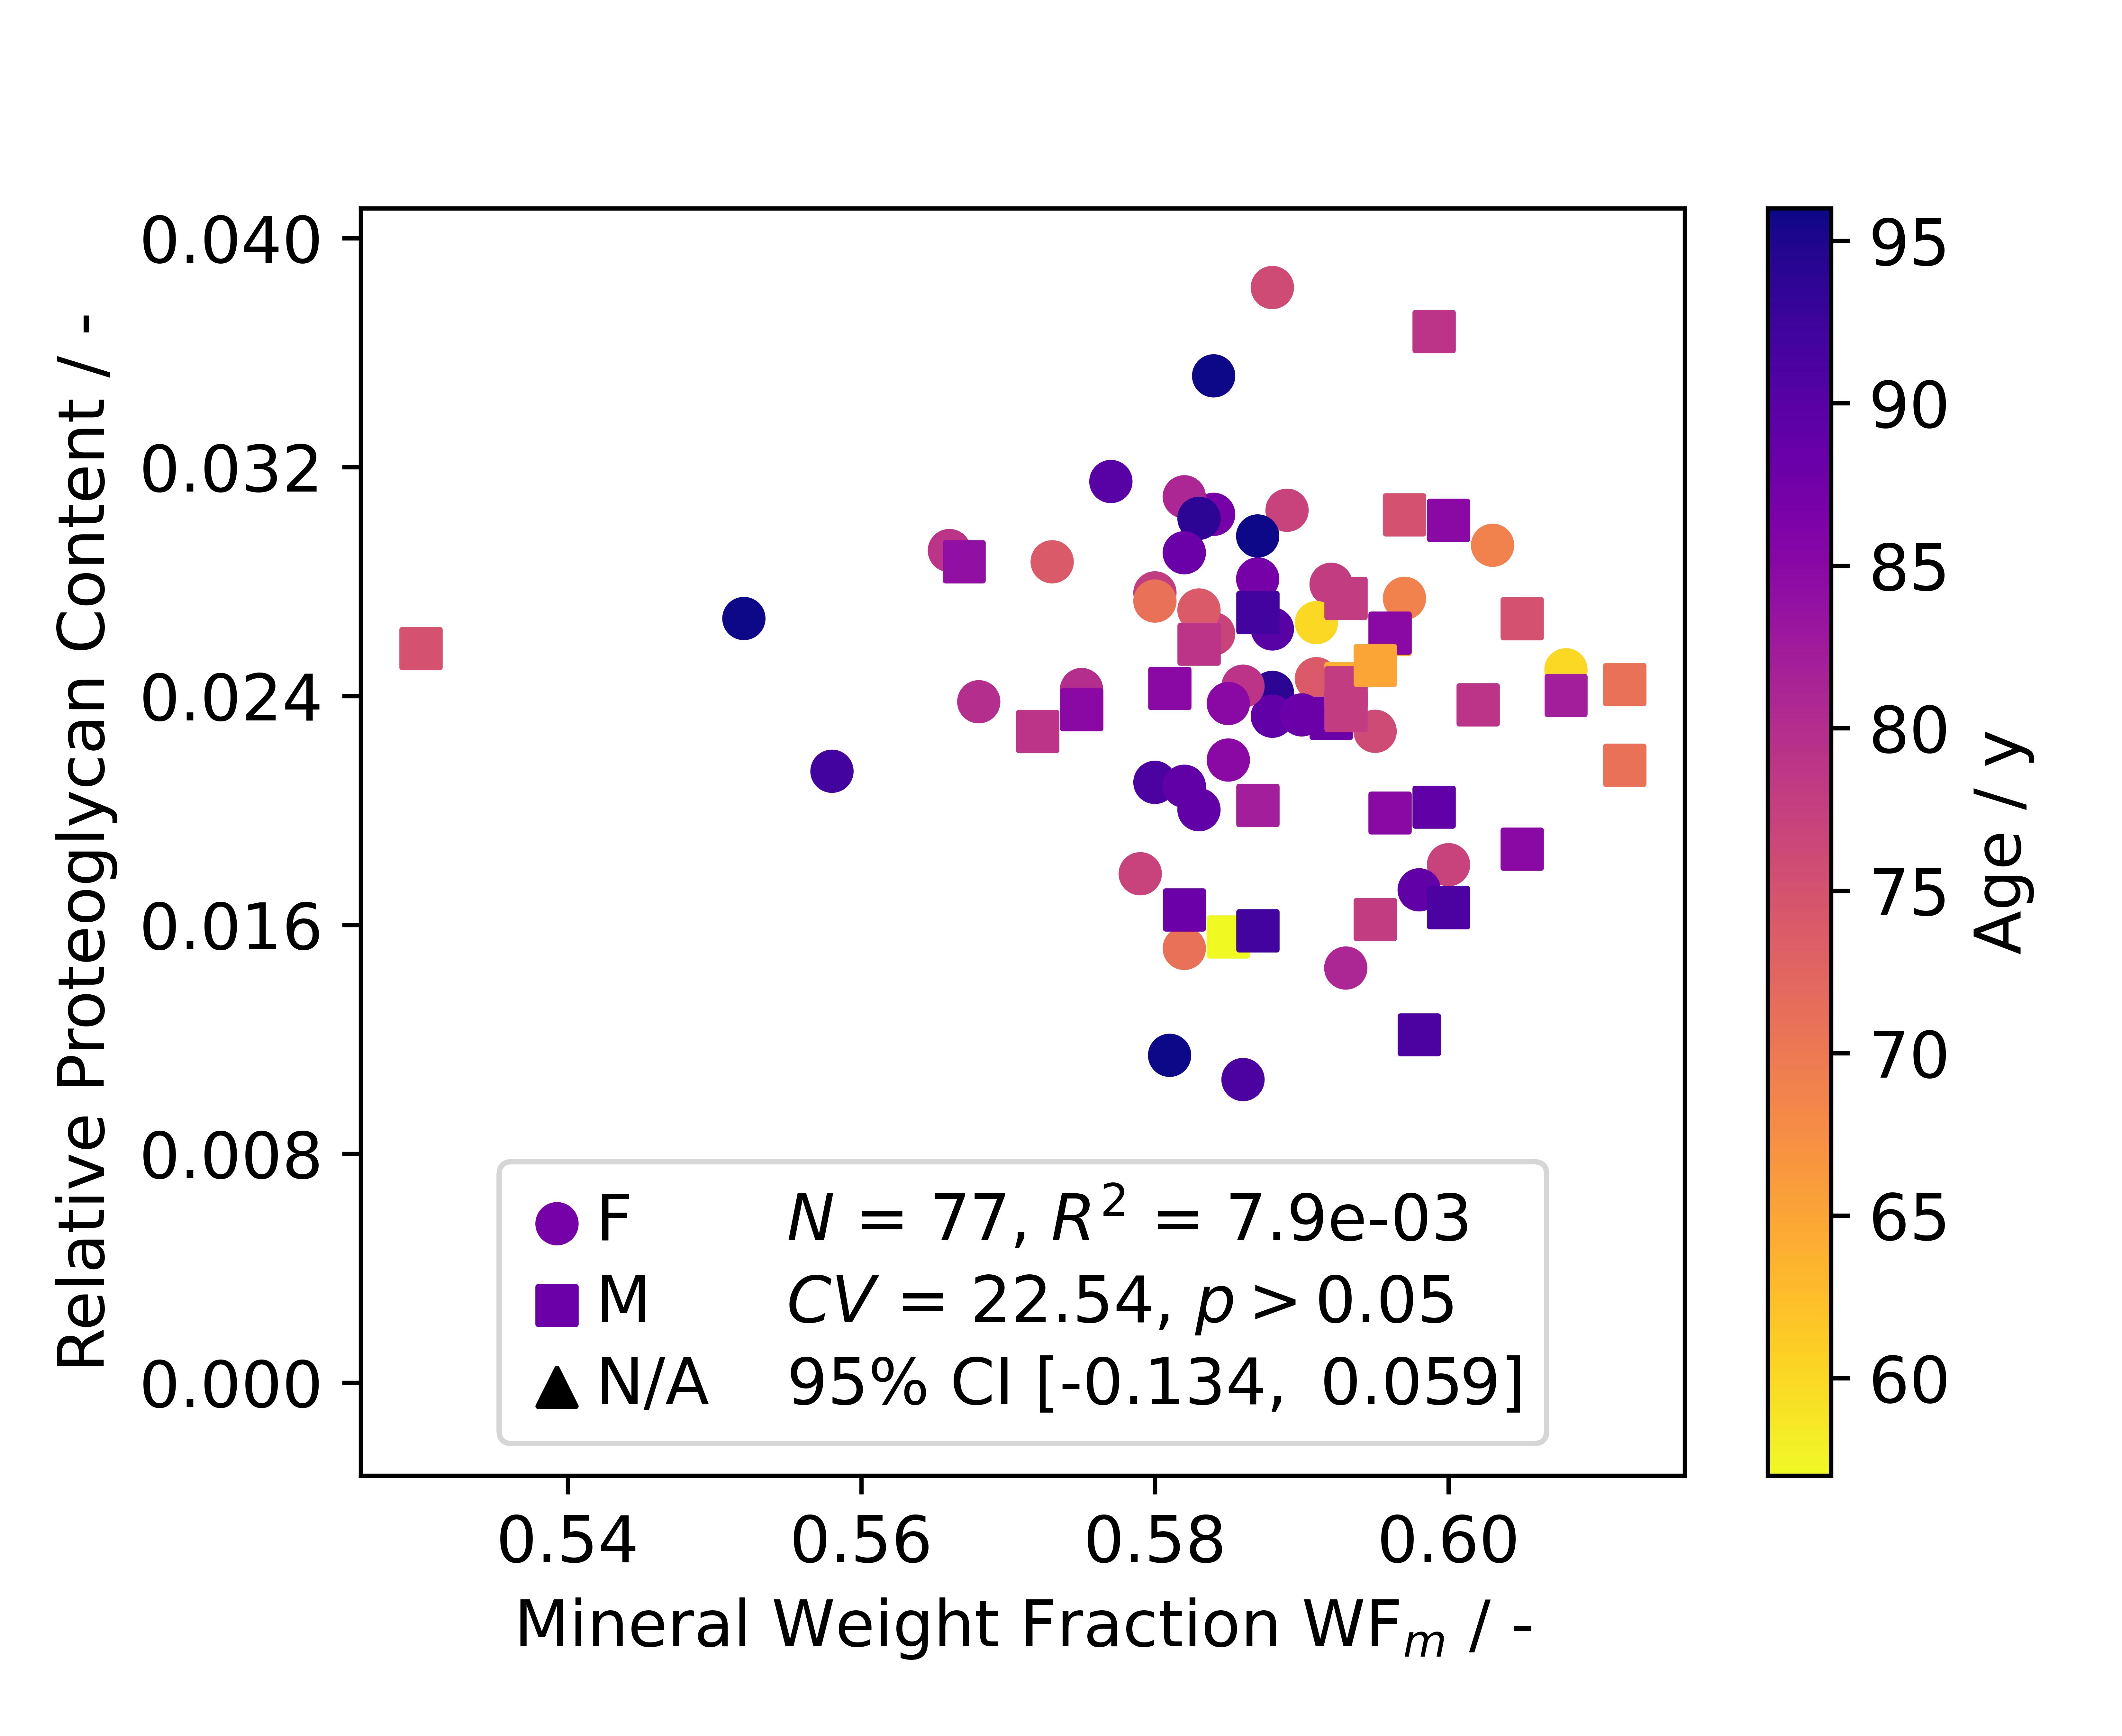 Relative Proteoglycan Content / -
0.040
0.032
0.024
0.016
0.008
0.000
F N = 77, R² = 7.9e-03
M CV = 22.54, p > 0.05
N/A 95% CI [-0.134, 0.059]
0.54 0.56 0.58 0.60
Mineral Weight Fraction WFₘ / -
95
90
85
80
75
70
65
60
Age / y